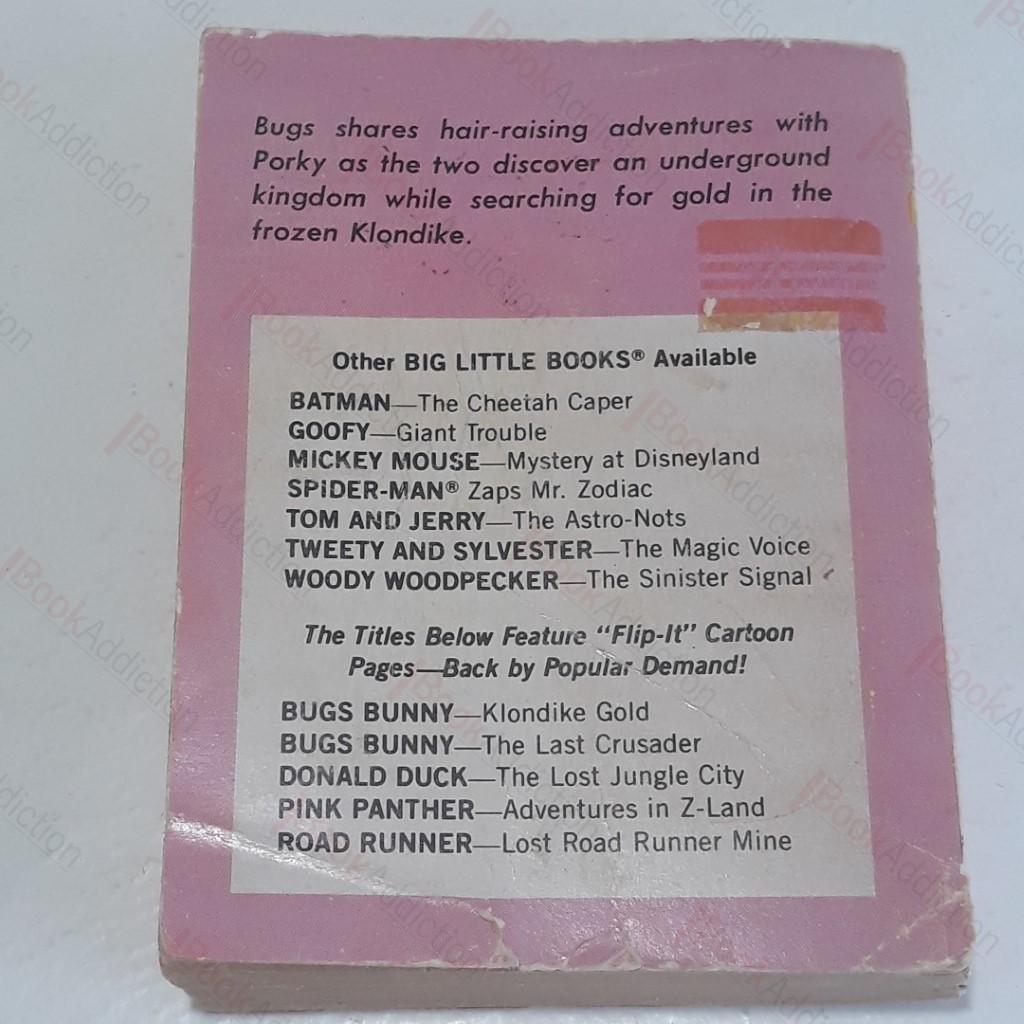 Bugs shares hair-raising adventures with
Porky as the two discover an underground
kingdom while searching for gold in the
frozen Klondike.
Other BIG LITTLE BOOKS® Available
BATMAN—The Cheetah Caper
GOOFY—Giant Trouble
MICKEY MOUSE—Mystery at Disneyland
SPIDER-MAN® Zaps Mr. Zodiac
TOM AND JERRY—The Astro-Nots
TWEETY AND SYLVESTER—The Magic Voice
WOODY WOODPECKER—The Sinister Signal
The Titles Below Feature "Flip-It" Cartoon
Pages—Back by Popular Demand!
BUGS BUNNY—Klondike Gold
BUGS BUNNY—The Last Crusader
DONALD DUCK—The Lost Jungle City
PINK PANTHER—Adventures in Z-Land
ROAD RUNNER—Lost Road Runner Mine
BookAddiction